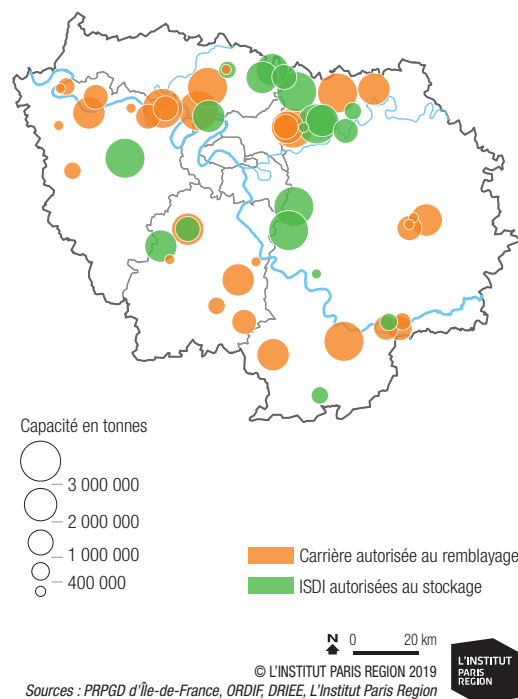 Capacité en tonnes
3 000 000
2 000 000
1 000 000
400 000
Carrière autorisée au remblayage
ISDI autorisées au stockage
N
0 20 km
© L'INSTITUT PARIS REGION 2019
Sources : PRPGD d'Île-de-France, ORDIF, DRIEE, L'Institut Paris Region
L'INSTITUT
PARIS
REGION